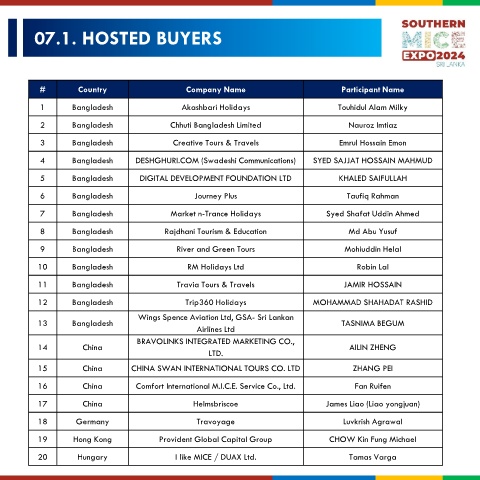 07.1. HOSTED BUYERS
SOUTHERN
MICE
EXPO2024
SRI LANKA
# Country Company Name Participant Name
1 Bangladesh Akashbari Holidays Touhidul Alam Milky
2 Bangladesh Chhuti Bangladesh Limited Nauroz Imtiaz
3 Bangladesh Creative Tours & Travels Emrul Hossain Emon
4 Bangladesh DESHGHURI.COM (Swadeshi Communications) SYED SAJJAT HOSSAIN MAHMUD
5 Bangladesh DIGITAL DEVELOPMENT FOUNDATION LTD KHALED SAIFULLAH
6 Bangladesh Journey Plus Taufiq Rahman
7 Bangladesh Market n-Trance Holidays Syed Shafat Uddin Ahmed
8 Bangladesh Rajdhani Tourism & Education Md Abu Yusuf
9 Bangladesh River and Green Tours Mohiuddin Helal
10 Bangladesh RM Holidays Ltd Robin Lal
11 Bangladesh Travia Tours & Travels JAMIR HOSSAIN
12 Bangladesh Trip360 Holidays MOHAMMAD SHAHADAT RASHID
13 Bangladesh Wings Spence Aviation Ltd, GSA- Sri Lankan
Airlines Ltd TASNIMA BEGUM
14 China BRAVOLINKS INTEGRATED MARKETING CO.,
LTD. AILIN ZHENG
15 China CHINA SWAN INTERNATIONAL TOURS CO. LTD ZHANG PEI
16 China Comfort International M.I.C.E. Service Co., Ltd. Fan Ruifen
17 China Helmsbriscoe James Liao (Liao yongjuan)
18 Germany Travoyage Luvkrish Agrawal
19 Hong Kong Provident Global Capital Group CHOW Kin Fung Michael
20 Hungary I like MICE / DUAX Ltd. Tamas Varga